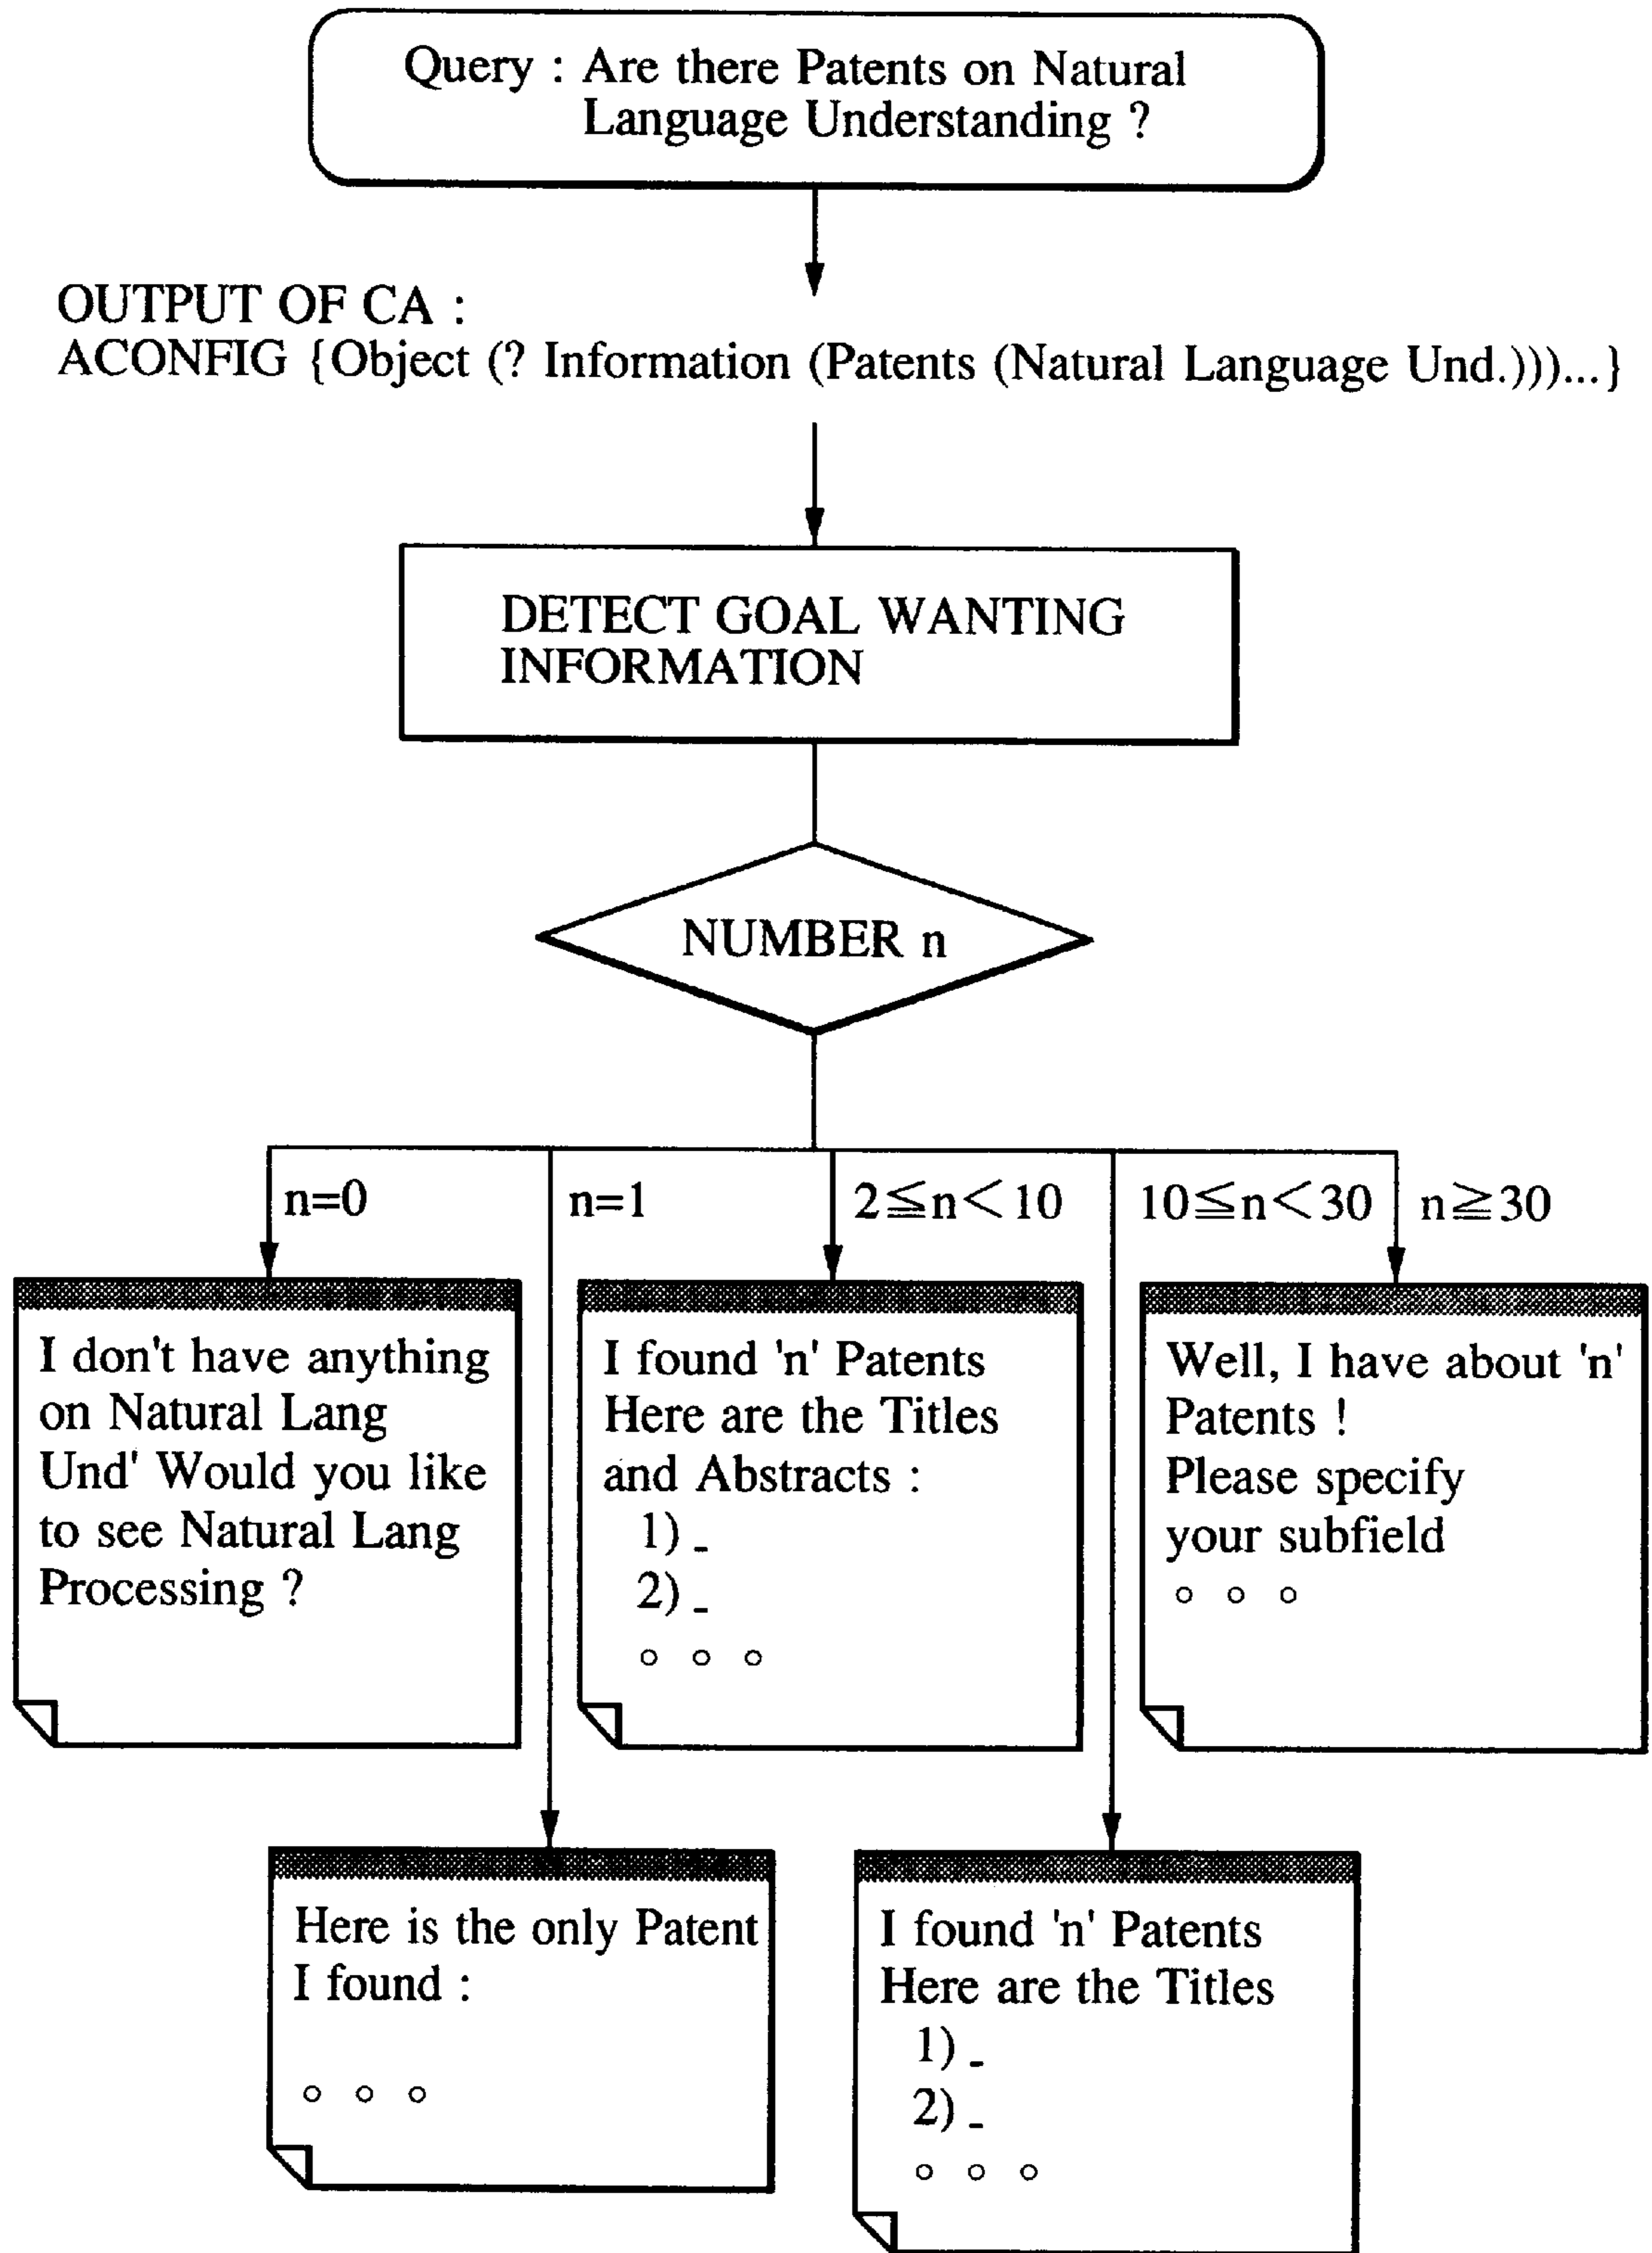 Query : Are there Patents on Natural
Language Understanding ?
OUTPUT OF CA :
ACONFIG {Object (? Information (Patents (Natural Language Und.)))...}
DETECT GOAL WANTING
INFORMATION
NUMBER n
n=0
n=1
2≦n<10
10≦n<30
n≧30
I don't have anything
on Natural Lang
Und' Would you like
to see Natural Lang
Processing ?
I found 'n' Patents
Here are the Titles
and Abstracts :
1) _
2) _
○ ○ ○
Well, I have about 'n'
Patents !
Please specify
your subfield
○ ○ ○
Here is the only Patent
I found :
○ ○ ○
I found 'n' Patents
Here are the Titles
1) _
2) _
○ ○ ○